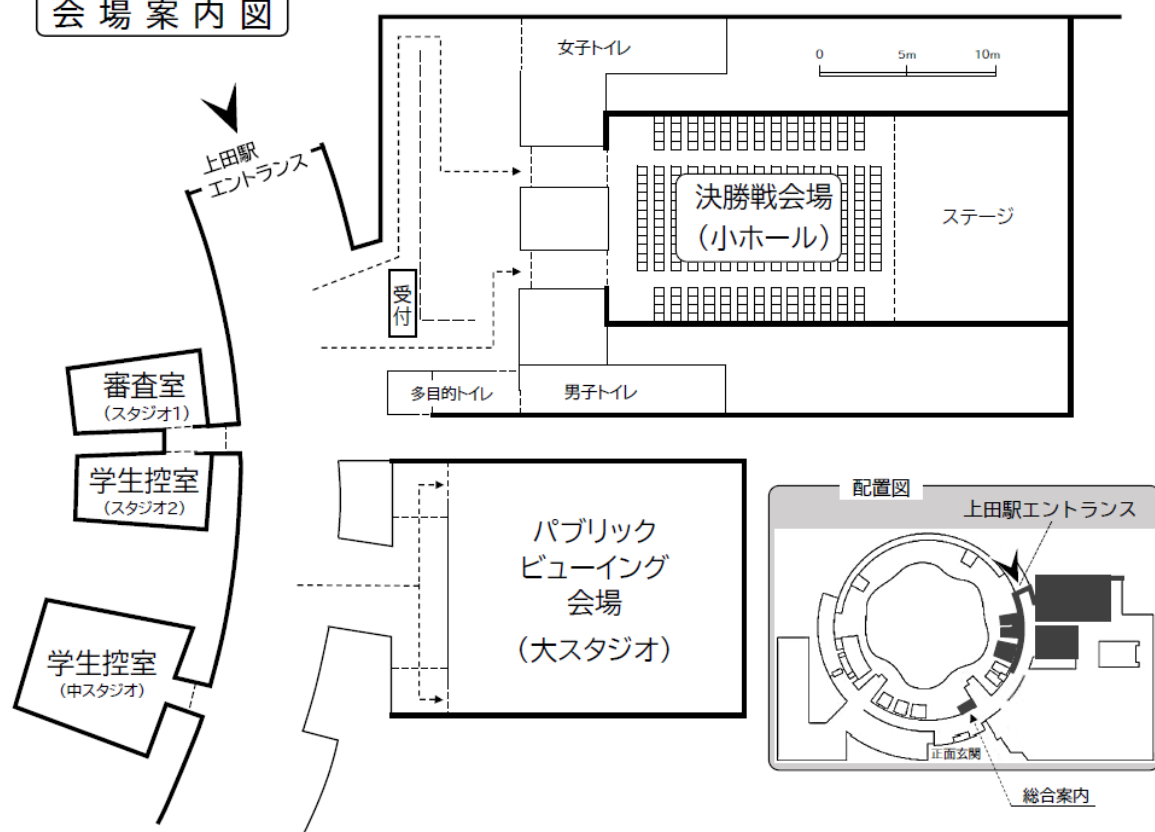 会場案内図
女子トイレ
0 5m 10m
上田駅
エントランス
決勝戦会場
(小ホール)
ステージ
受付
審査室
(スタジオ1)
多目的トイレ
男子トイレ
学生控室
(スタジオ2)
パブリック
ビューイング
会場
(大スタジオ)
学生控室
(中スタジオ)
配置図
上田駅エントランス
正面玄関
総合案内